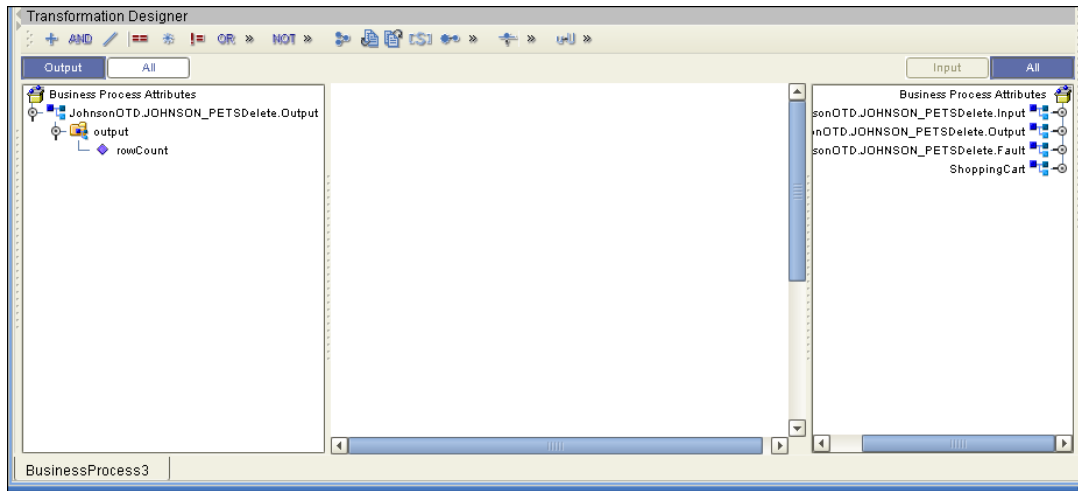 Transformation Designer
+ AND / == * != OR » NOT » [S] » ÷ » »
Output All Input All
Business Process Attributes
JohnsonOTD.JOHNSON_PETSDelete.Output
output
rowCount
Business Process Attributes
sonOTD.JOHNSON_PETSDelete.Input
nOTD.JOHNSON_PETSDelete.Output
sonOTD.JOHNSON_PETSDelete.Fault
ShoppingCart
BusinessProcess3